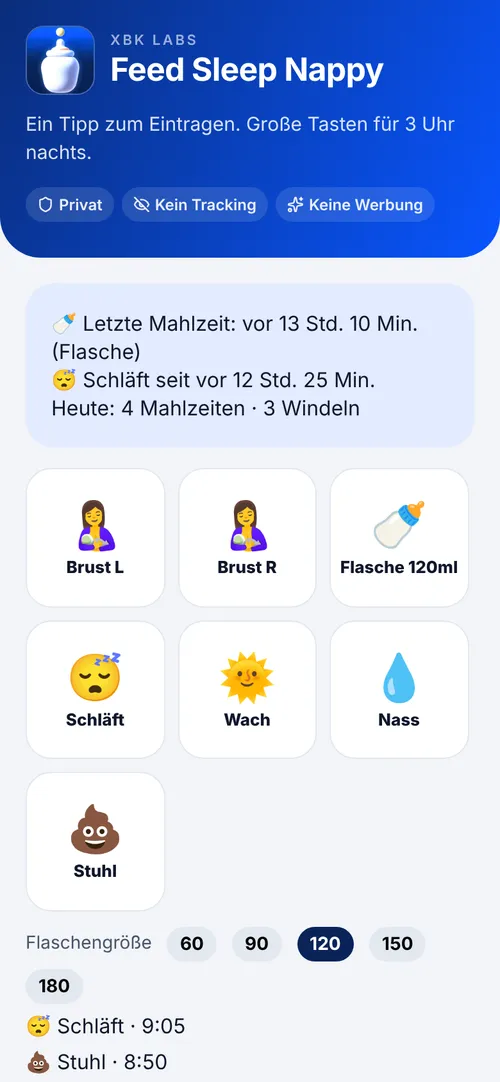 XBK LABS
Feed Sleep Nappy
Ein Tipp zum Eintragen. Große Tasten für 3 Uhr
nachts.
Privat
Kein Tracking
Keine Werbung
🍼 Letzte Mahlzeit: vor 13 Std. 10 Min.
(Flasche)
😴 Schläft seit vor 12 Std. 25 Min.
Heute: 4 Mahlzeiten · 3 Windeln
Brust L
Brust R
Flasche 120ml
Schläft
Wach
Nass
Stuhl
Flaschengröße 60 90 120 150
180
😴 Schläft · 9:05
💩 Stuhl · 8:50